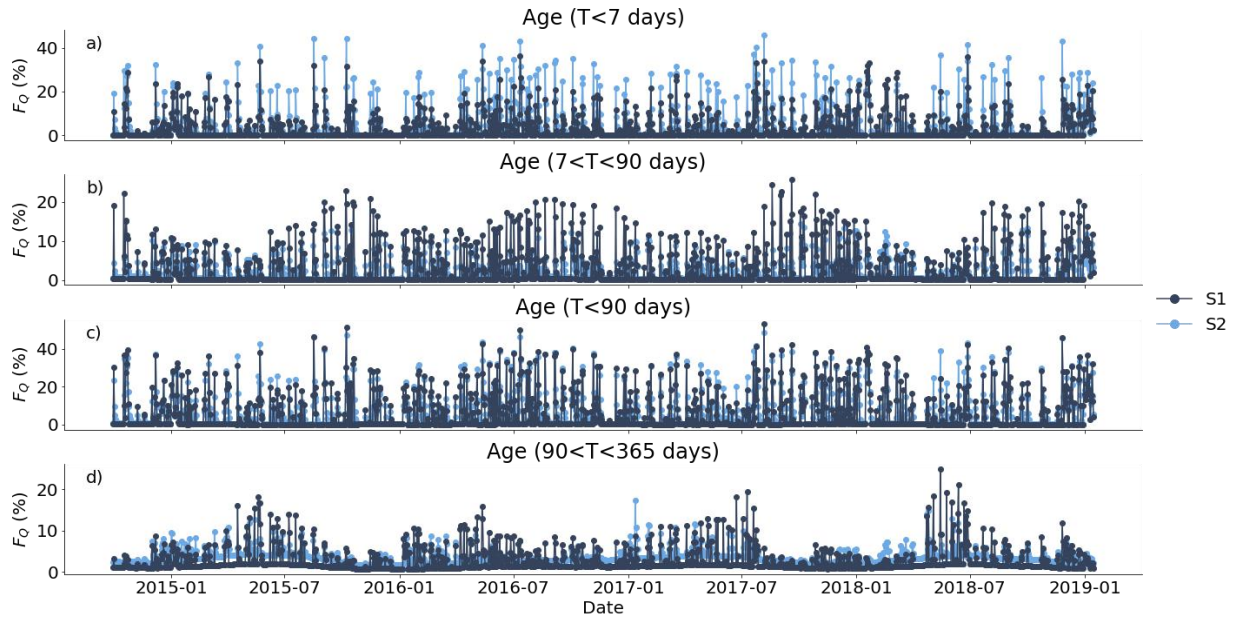 Age (T<7 days)
a)
40
20
0
F_Q (%)
Age (7<T<90 days)
b)
20
10
0
F_Q (%)
Age (T<90 days)
c)
40
20
0
F_Q (%)
S1
S2
Age (90<T<365 days)
d)
20
10
0
F_Q (%)
2015-01 2015-07 2016-01 2016-07 2017-01 2017-07 2018-01 2018-07 2019-01
Date